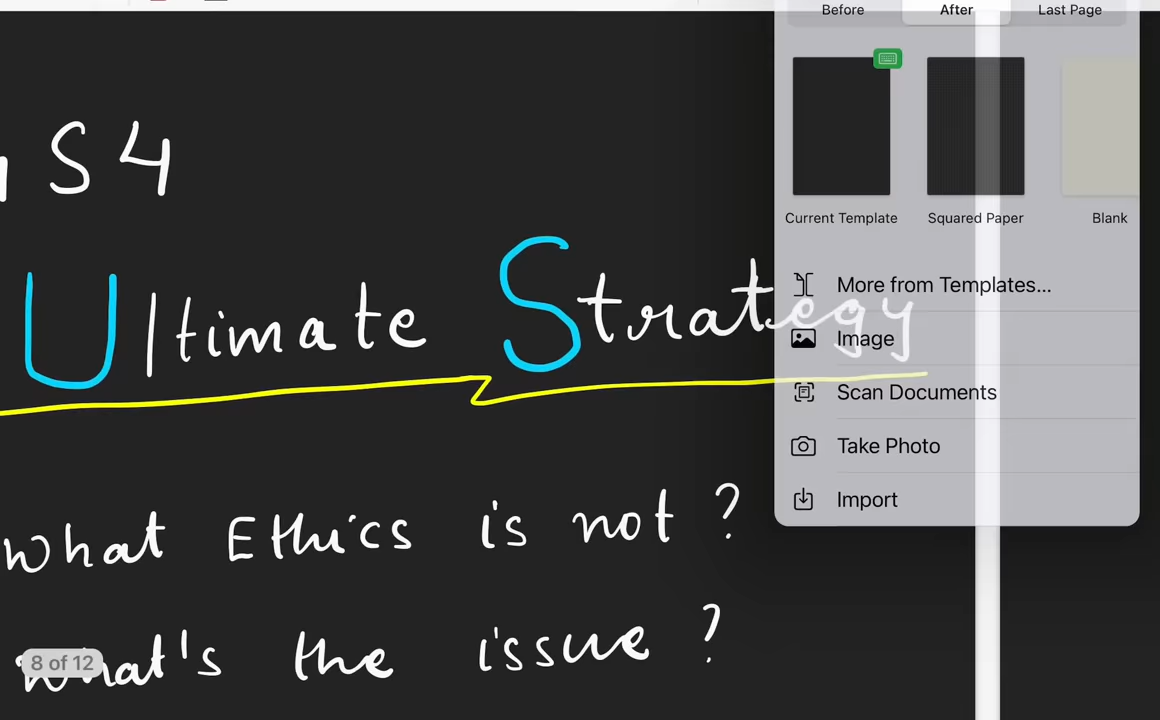 Before After Last Page
S4
Current Template Squared Paper Blank
Ultimate Strategy
More from Templates...
Image
Scan Documents
Take Photo
Import
what Ethics is not ?
what's the issue ?
8 of 12